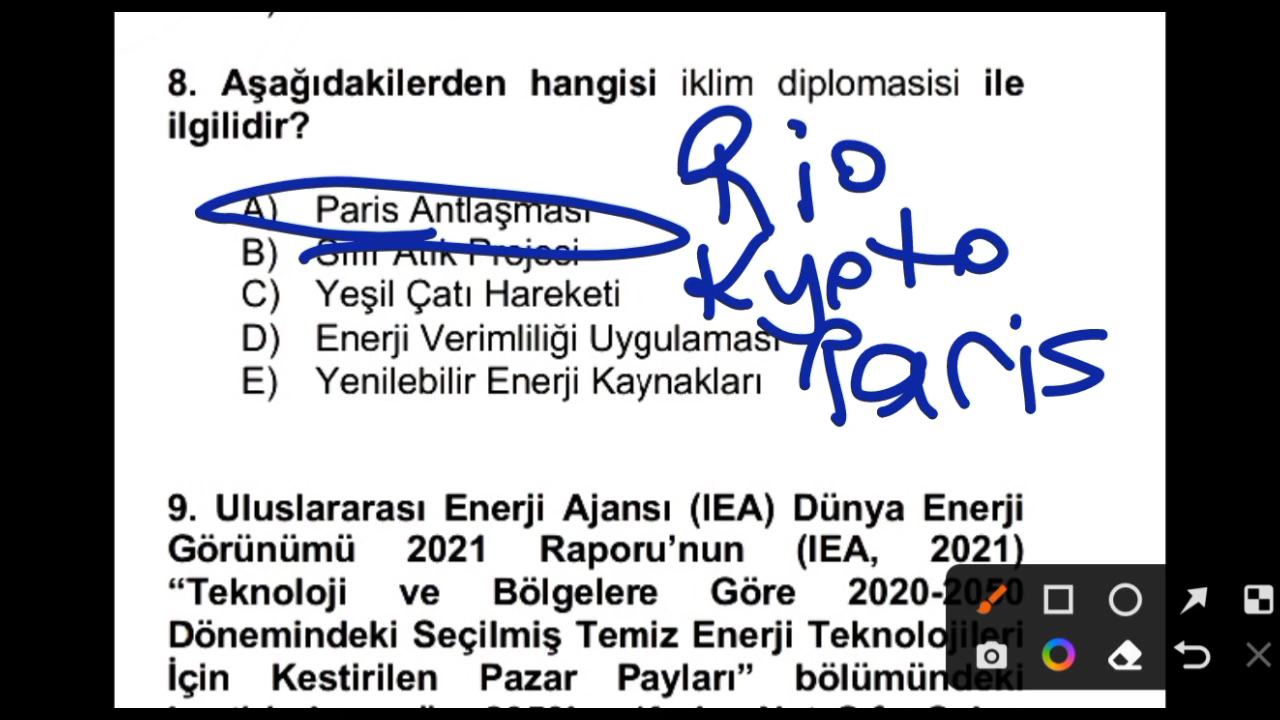 8. Aşağıdakilerden hangisi iklim diplomasisi ile
ilgilidir?
A) Paris Antlaşması
B) Sıfır Atık Projesi
C) Yeşil Çatı Hareketi
D) Enerji Verimliliği Uygulaması
E) Yenilebilir Enerji Kaynakları
Rio
Kyoto
Paris
9. Uluslararası Enerji Ajansı (IEA) Dünya Enerji
Görünümü 2021 Raporu’nun (IEA, 2021)
“Teknoloji ve Bölgelere Göre 2020-2050
Dönemindeki Seçilmiş Temiz Enerji Teknolojileri
İçin Kestirilen Pazar Payları” bölümündeki